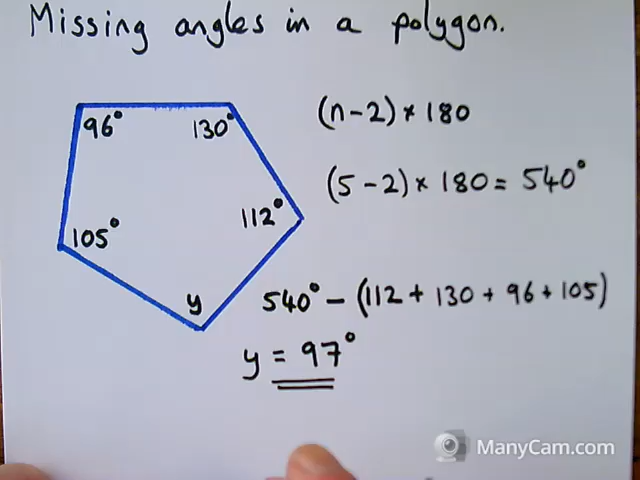 Missing angles in a polygon.
96° 130°
(n-2)×180
(5-2)×180=540°
112°
105°
y
540°-(112+130+96+105)
y=97°
ManyCam.com